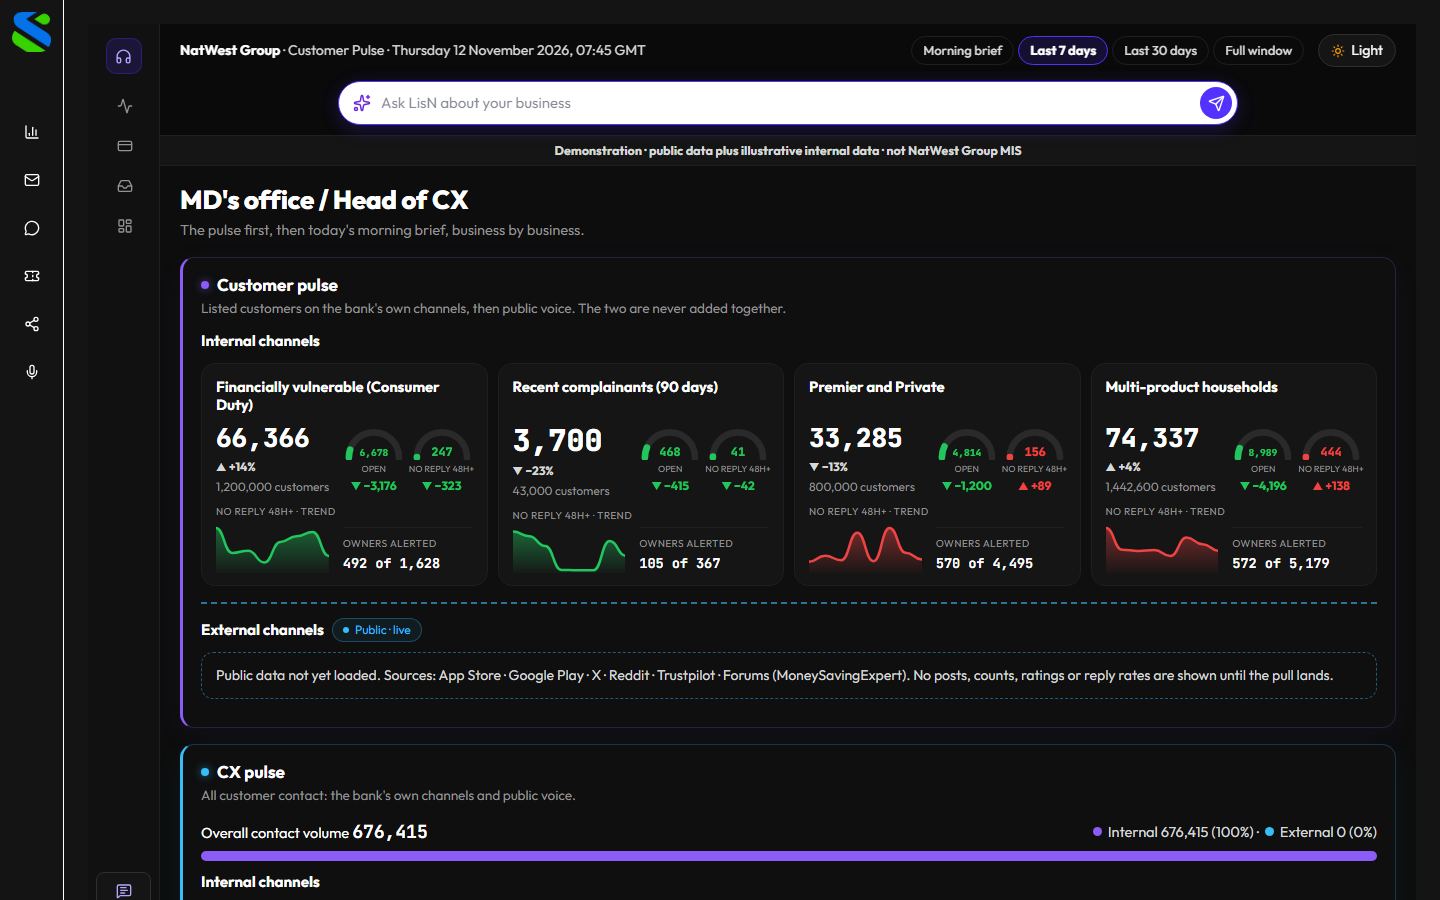 NatWest Group · Customer Pulse · Thursday 12 November 2026, 07:45 GMT
Morning brief
Last 7 days
Last 30 days
Full window
Light
Ask LisN about your business
Demonstration · public data plus illustrative internal data · not NatWest Group MIS
MD's office / Head of CX
The pulse first, then today's morning brief, business by business.
Customer pulse
Listed customers on the bank's own channels, then public voice. The two are never added together.
Internal channels
Financially vulnerable (Consumer
Duty)
66,366
▲ +14%
1,200,000 customers
6,678
OPEN
▼ −3,176
247
NO REPLY 48H+
▼ −323
NO REPLY 48H+ · TREND
OWNERS ALERTED
492 of 1,628
Recent complainants (90 days)
3,700
▼ −23%
43,000 customers
468
OPEN
▼ −415
41
NO REPLY 48H+
▼ −42
NO REPLY 48H+ · TREND
OWNERS ALERTED
105 of 367
Premier and Private
33,285
▼ −13%
800,000 customers
4,814
OPEN
▼ −1,200
156
NO REPLY 48H+
▲ +89
NO REPLY 48H+ · TREND
OWNERS ALERTED
570 of 4,495
Multi-product households
74,337
▲ +4%
1,442,600 customers
8,989
OPEN
▼ −4,196
444
NO REPLY 48H+
▲ +138
NO REPLY 48H+ · TREND
OWNERS ALERTED
572 of 5,179
External channels
Public · live
Public data not yet loaded. Sources: App Store · Google Play · X · Reddit · Trustpilot · Forums (MoneySavingExpert). No posts, counts, ratings or reply rates are shown until the pull lands.
CX pulse
All customer contact: the bank's own channels and public voice.
Overall contact volume 676,415
Internal 676,415 (100%) · External 0 (0%)
Internal channels